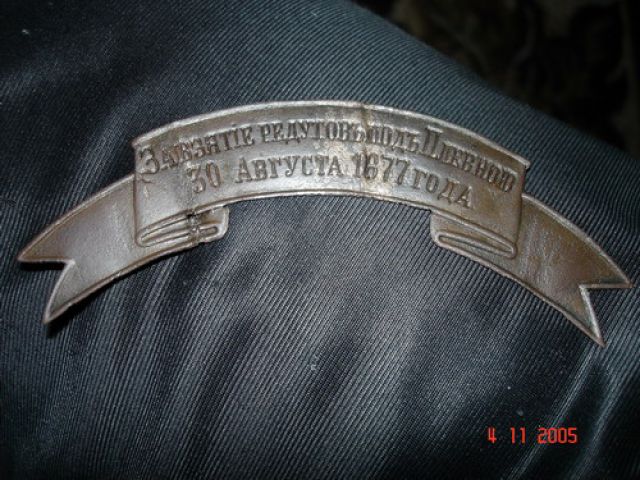 За взятіе редутовъ подъ Плевною
30 Августа 1877 года
4 11 2005